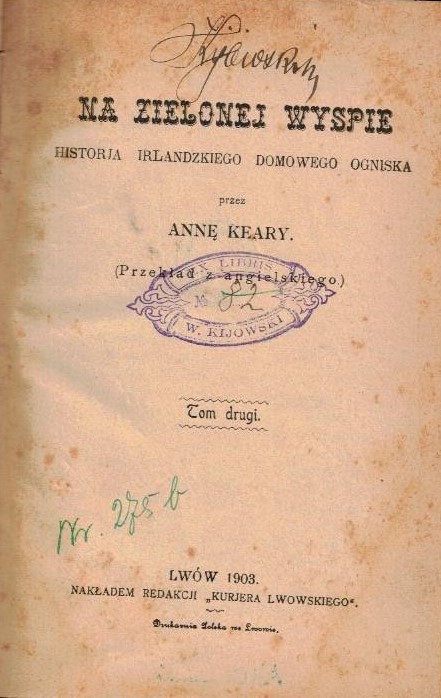 NA ZIELONEJ WYSPIE
HISTORJA IRLANDZKIEGO DOMOWEGO OGNISKA
przez
ANNĘ KEARY.
(Przekład z angielskiego.)
EX LIBRIS
№ 82
W. KIJOWSKI
Tom drugi.
Nr. 275 b
LWÓW 1903.
NAKŁADEM REDAKCJI „KURJERA LWOWSKIEGO".
Drukarnia Polska we Lwowie.